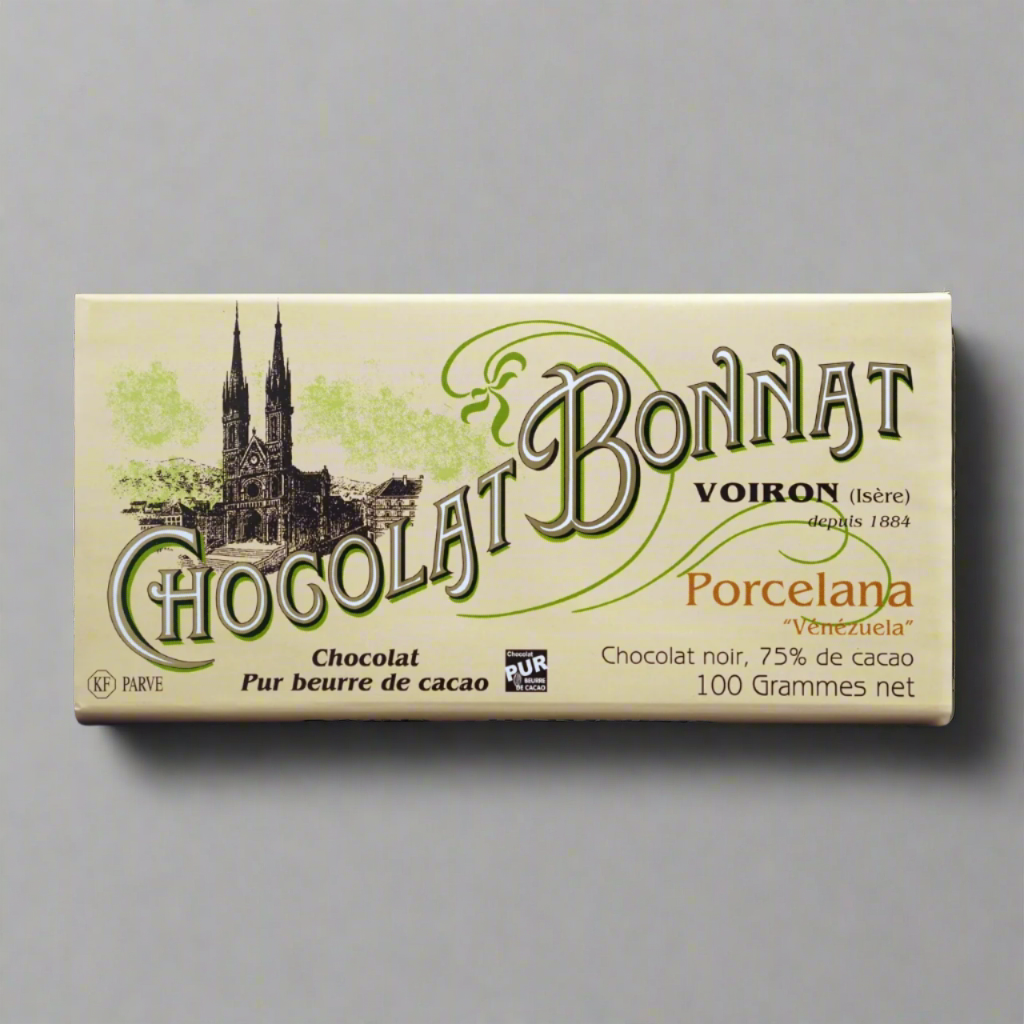 CHOCOLAT BONNAT
VOIRON (Isère)
depuis 1884
Porcelana
"Vénézuela"
Chocolat noir, 75% de cacao
100 Grammes net
Chocolat
Pur beurre de cacao
Chocolat
PUR
BEURRE
DE CACAO
KF PARVE